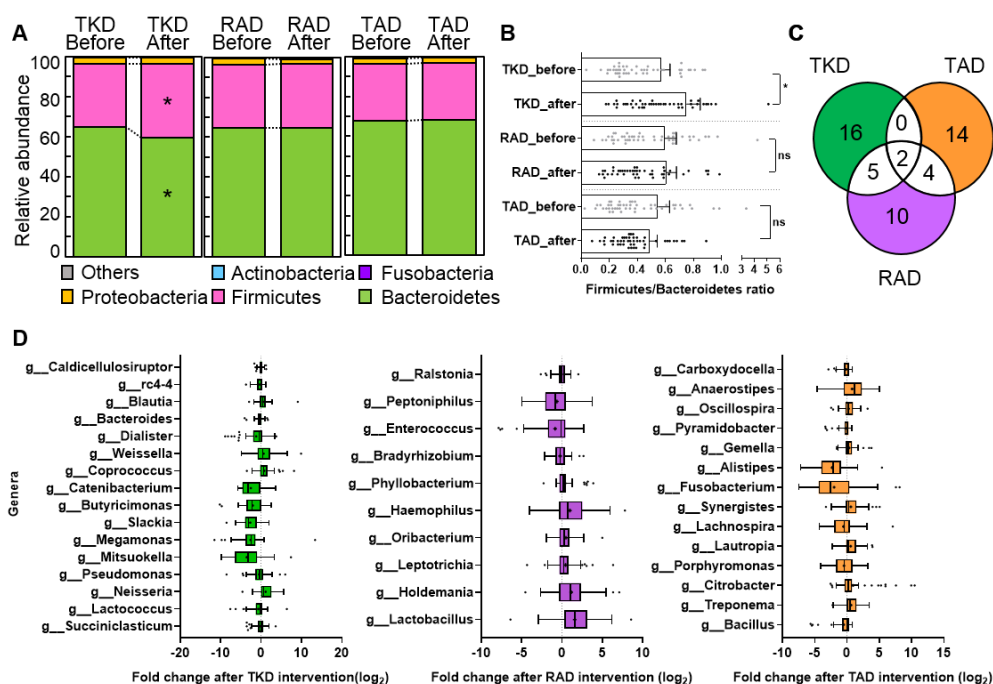 A
TKD Before
TKD After
RAD Before
RAD After
TAD Before
TAD After
Relative abundance
100
80
60
40
20
0
*
*
Others
Actinobacteria
Fusobacteria
Proteobacteria
Firmicutes
Bacteroidetes
B
TKD_before
TKD_after
RAD_before
RAD_after
TAD_before
TAD_after
*
ns
ns
0.0 0.2 0.4 0.6 0.8 1.0 3 4 5 6
Firmicutes/Bacteroidetes ratio
C
TKD
TAD
16
0
14
5
2
4
10
RAD
D
Genera
g__Caldicellulosiruptor
g__rc4-4
g__Blautia
g__Bacteroides
g__Dialister
g__Weissella
g__Coprococcus
g__Catenibacterium
g__Butyricimonas
g__Slackia
g__Megamonas
g__Mitsuokella
g__Pseudomonas
g__Neisseria
g__Lactococcus
g__Succiniclasticum
-20 -10 0 10 20
Fold change after TKD intervention(log2)
g__Ralstonia
g__Peptoniphilus
g__Enterococcus
g__Bradyrhizobium
g__Phyllobacterium
g__Haemophilus
g__Oribacterium
g__Leptotrichia
g__Holdemania
g__Lactobacillus
-10 -5 0 5 10
Fold change after RAD intervention (log2)
g__Carboxydocella
g__Anaerostipes
g__Oscillospira
g__Pyramidobacter
g__Gemella
g__Alistipes
g__Fusobacterium
g__Synergistes
g__Lachnospira
g__Lautropia
g__Porphyromonas
g__Citrobacter
g__Treponema
g__Bacillus
-10 -5 0 5 10 15
Fold change after TAD intervention (log2)